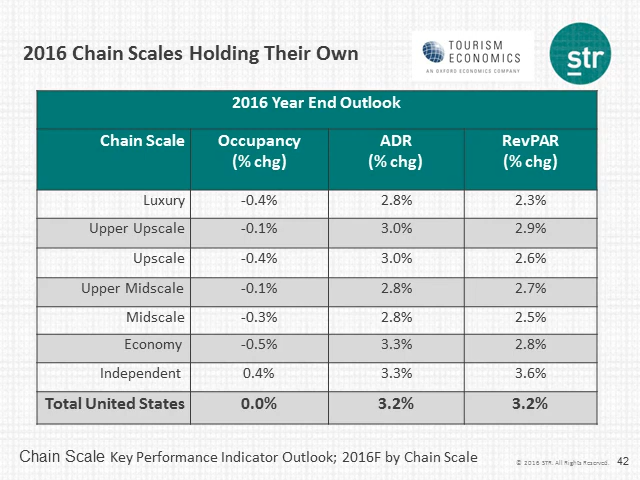 2016 Chain Scales Holding Their Own
TOURISM
ECONOMICS
AN OXFORD ECONOMICS COMPANY
str
2016 Year End Outlook
Chain Scale Occupancy (% chg) ADR (% chg) RevPAR (% chg)
Luxury -0.4% 2.8% 2.3%
Upper Upscale -0.1% 3.0% 2.9%
Upscale -0.4% 3.0% 2.6%
Upper Midscale -0.1% 2.8% 2.7%
Midscale -0.3% 2.8% 2.5%
Economy -0.5% 3.3% 2.8%
Independent 0.4% 3.3% 3.6%
Total United States 0.0% 3.2% 3.2%
Chain Scale Key Performance Indicator Outlook; 2016F by Chain Scale
© 2016 STR. All Rights Reserved. 42